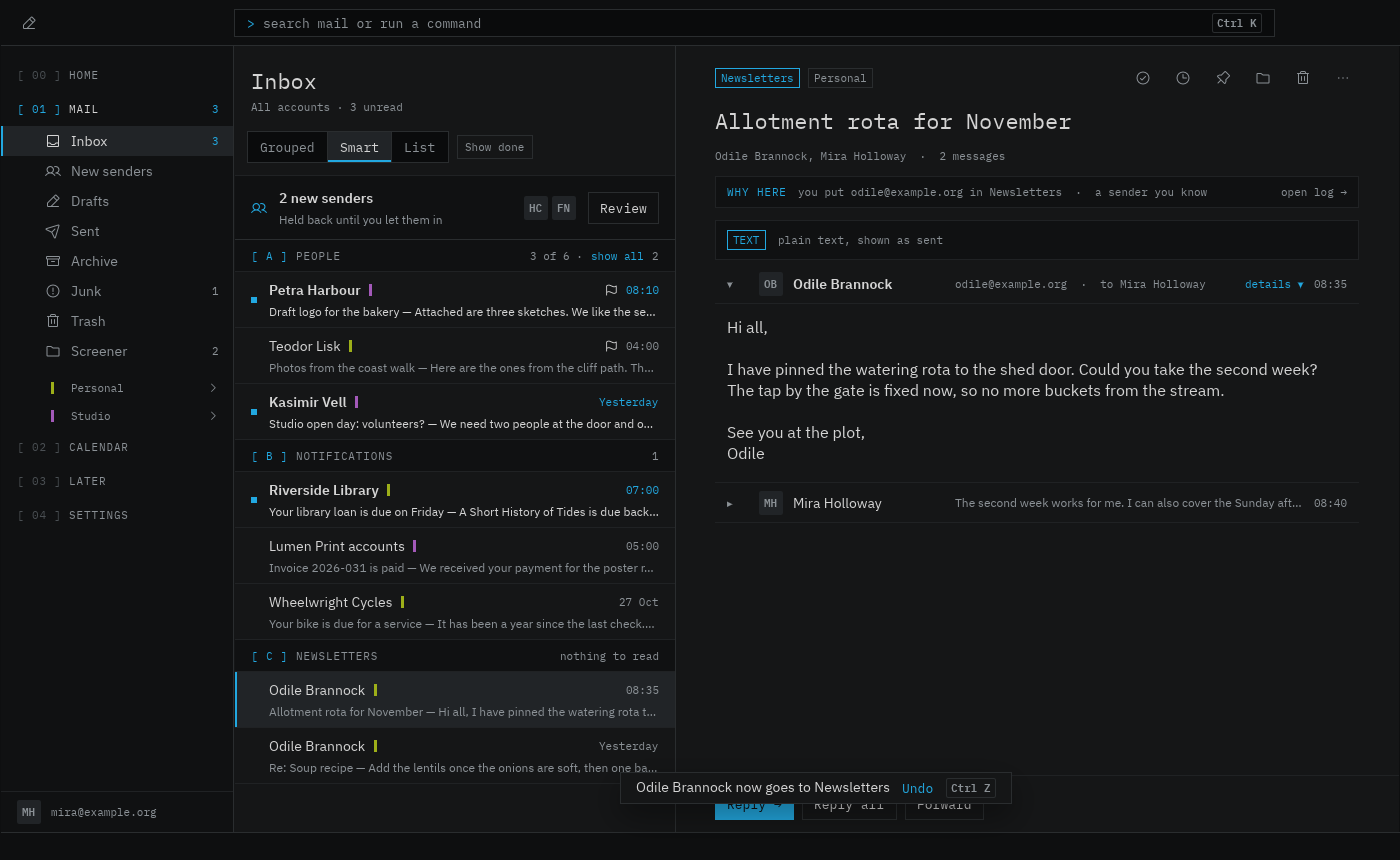 > search mail or run a command
Ctrl K
[ 00 ] HOME
[ 01 ] MAIL 3
Inbox 3
New senders
Drafts
Sent
Archive
Junk 1
Trash
Screener 2
Personal
Studio
[ 02 ] CALENDAR
[ 03 ] LATER
[ 04 ] SETTINGS
MH mira@example.org
Inbox
All accounts · 3 unread
Grouped Smart List Show done
2 new senders
Held back until you let them in
HC FN Review
[ A ] PEOPLE 3 of 6 · show all 2
Petra Harbour 08:10
Draft logo for the bakery — Attached are three sketches. We like the se…
Teodor Lisk 04:00
Photos from the coast walk — Here are the ones from the cliff path. Th…
Kasimir Vell Yesterday
Studio open day: volunteers? — We need two people at the door and o…
[ B ] NOTIFICATIONS 1
Riverside Library 07:00
Your library loan is due on Friday — A Short History of Tides is due back…
Lumen Print accounts 05:00
Invoice 2026-031 is paid — We received your payment for the poster r…
Wheelwright Cycles 27 Oct
Your bike is due for a service — It has been a year since the last check.…
[ C ] NEWSLETTERS nothing to read
Odile Brannock 08:35
Allotment rota for November — Hi all, I have pinned the watering rota t…
Odile Brannock Yesterday
Re: Soup recipe — Add the lentils once the onions are soft, then one ba…
Newsletters Personal
Allotment rota for November
Odile Brannock, Mira Holloway · 2 messages
WHY HERE you put odile@example.org in Newsletters · a sender you know open log →
TEXT plain text, shown as sent
▾ OB Odile Brannock odile@example.org · to Mira Holloway details ▾ 08:35
Hi all,
I have pinned the watering rota to the shed door. Could you take the second week?
The tap by the gate is fixed now, so no more buckets from the stream.
See you at the plot,
Odile
▸ MH Mira Holloway The second week works for me. I can also cover the Sunday aft… 08:40
Odile Brannock now goes to Newsletters Undo Ctrl Z
Reply → Reply all Forward